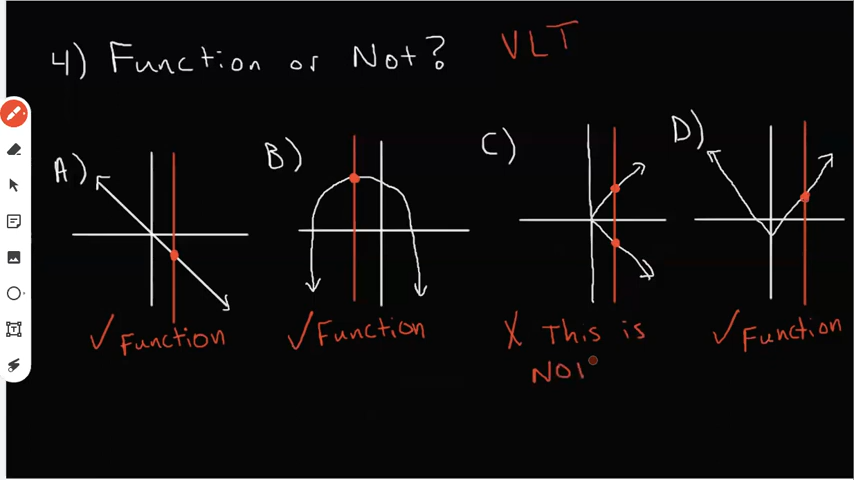 4) Function or Not? VLT
A) B) C) D)
✓ Function ✓ Function X This is ✓ Function
NOT